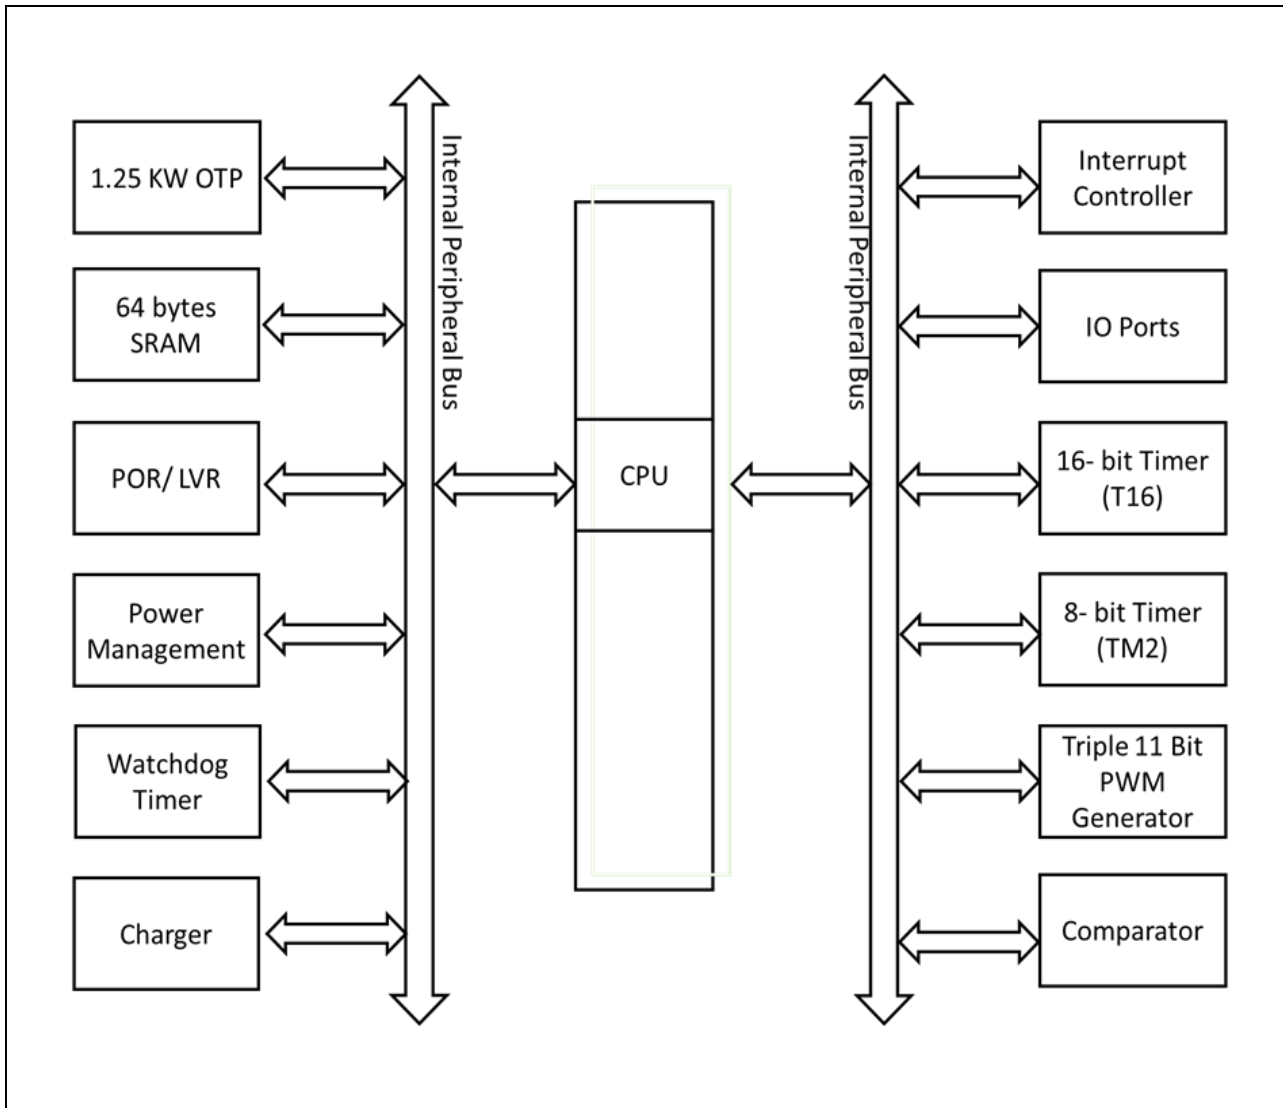 1.25 KW OTP
64 bytes
SRAM
POR/ LVR
Power
Management
Watchdog
Timer
Charger
Internal Peripheral Bus
CPU
Internal Peripheral Bus
Interrupt
Controller
IO Ports
16- bit Timer
(T16)
8- bit Timer
(TM2)
Triple 11 Bit
PWM
Generator
Comparator